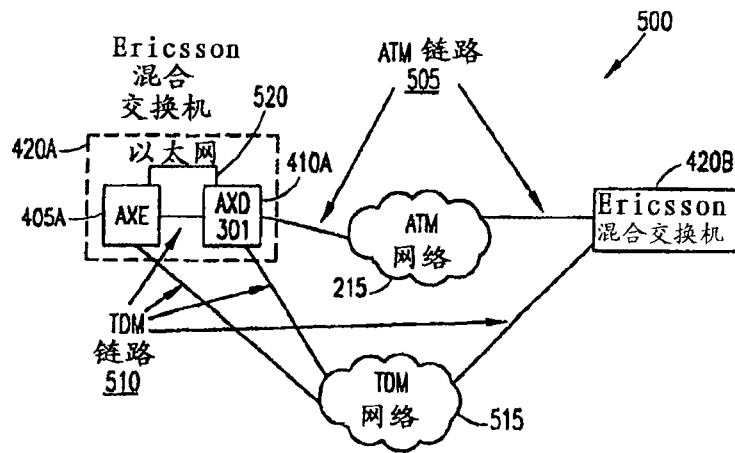 Ericsson
混合
交换机
ATM 链路
505
500
520
420A
以太网
410A
420B
405A
AXE
AXD
301
ATM
网络
215
Ericsson
混合交换机
TDM
链路
510
TDM
网络
515